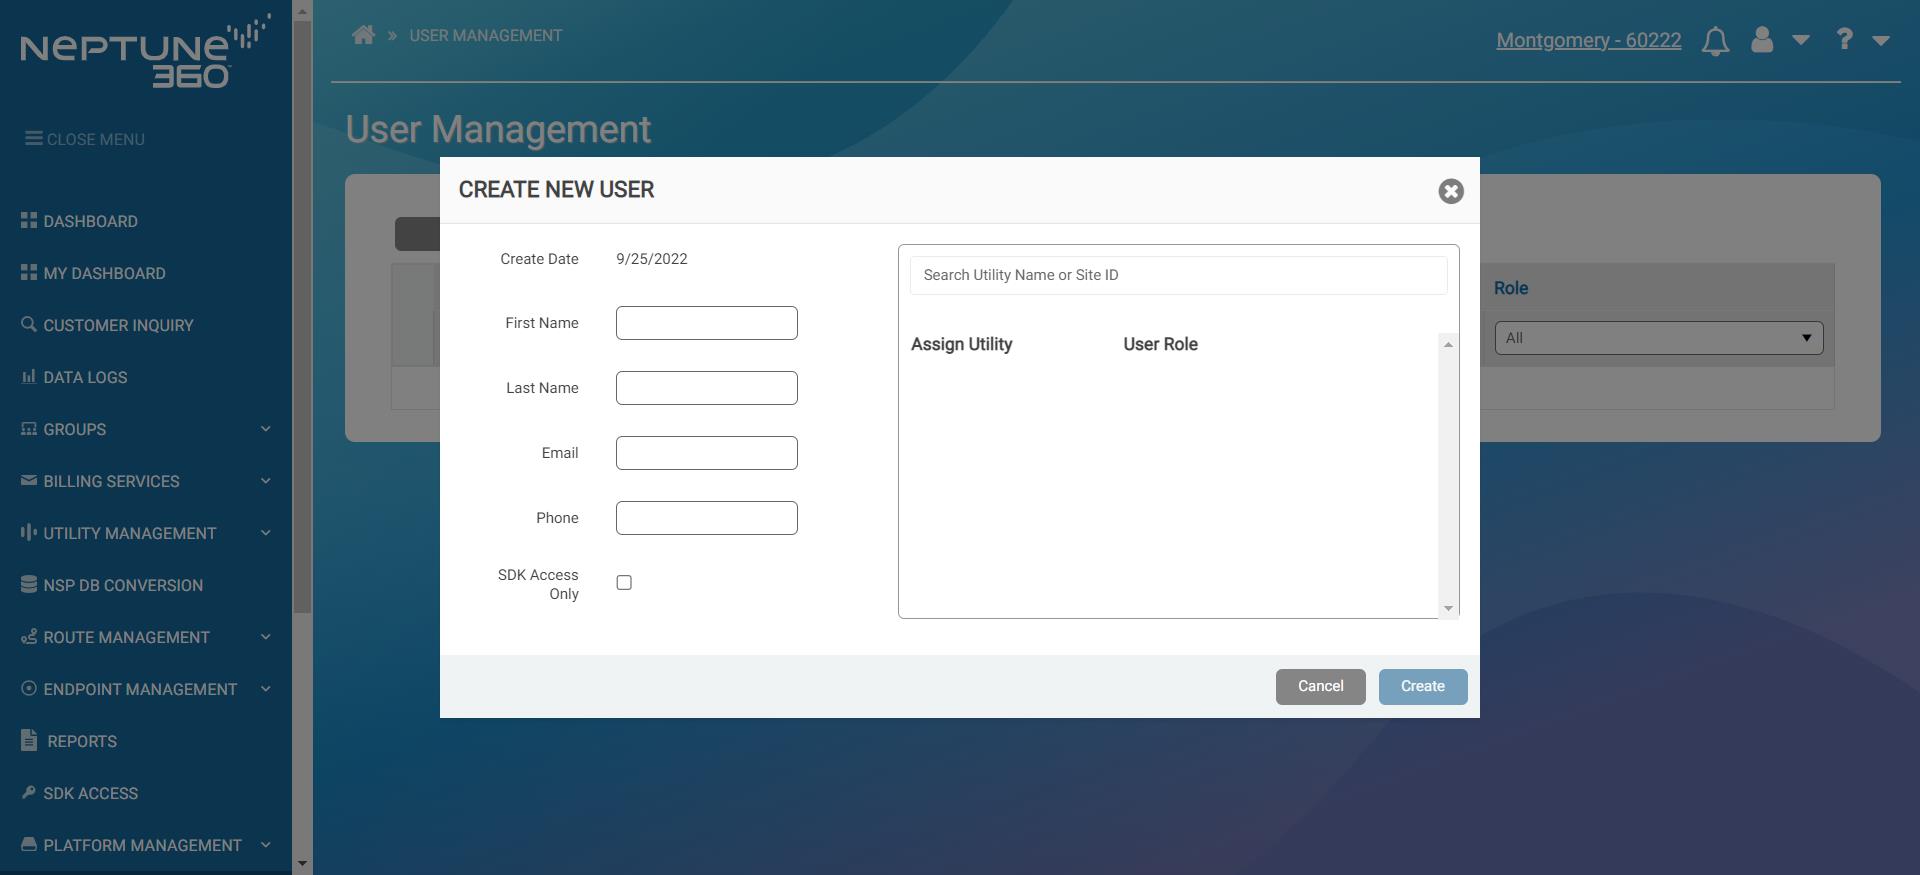 NEPTUNE
360
CLOSE MENU
DASHBOARD
MY DASHBOARD
CUSTOMER INQUIRY
DATA LOGS
GROUPS
BILLING SERVICES
UTILITY MANAGEMENT
NSP DB CONVERSION
ROUTE MANAGEMENT
ENDPOINT MANAGEMENT
REPORTS
SDK ACCESS
PLATFORM MANAGEMENT
» USER MANAGEMENT
Montgomery - 60222
?
User Management
Role
All
CREATE NEW USER
Create Date 9/25/2022
First Name
Last Name
Email
Phone
SDK Access
Only
Search Utility Name or Site ID
Assign Utility User Role
Cancel Create